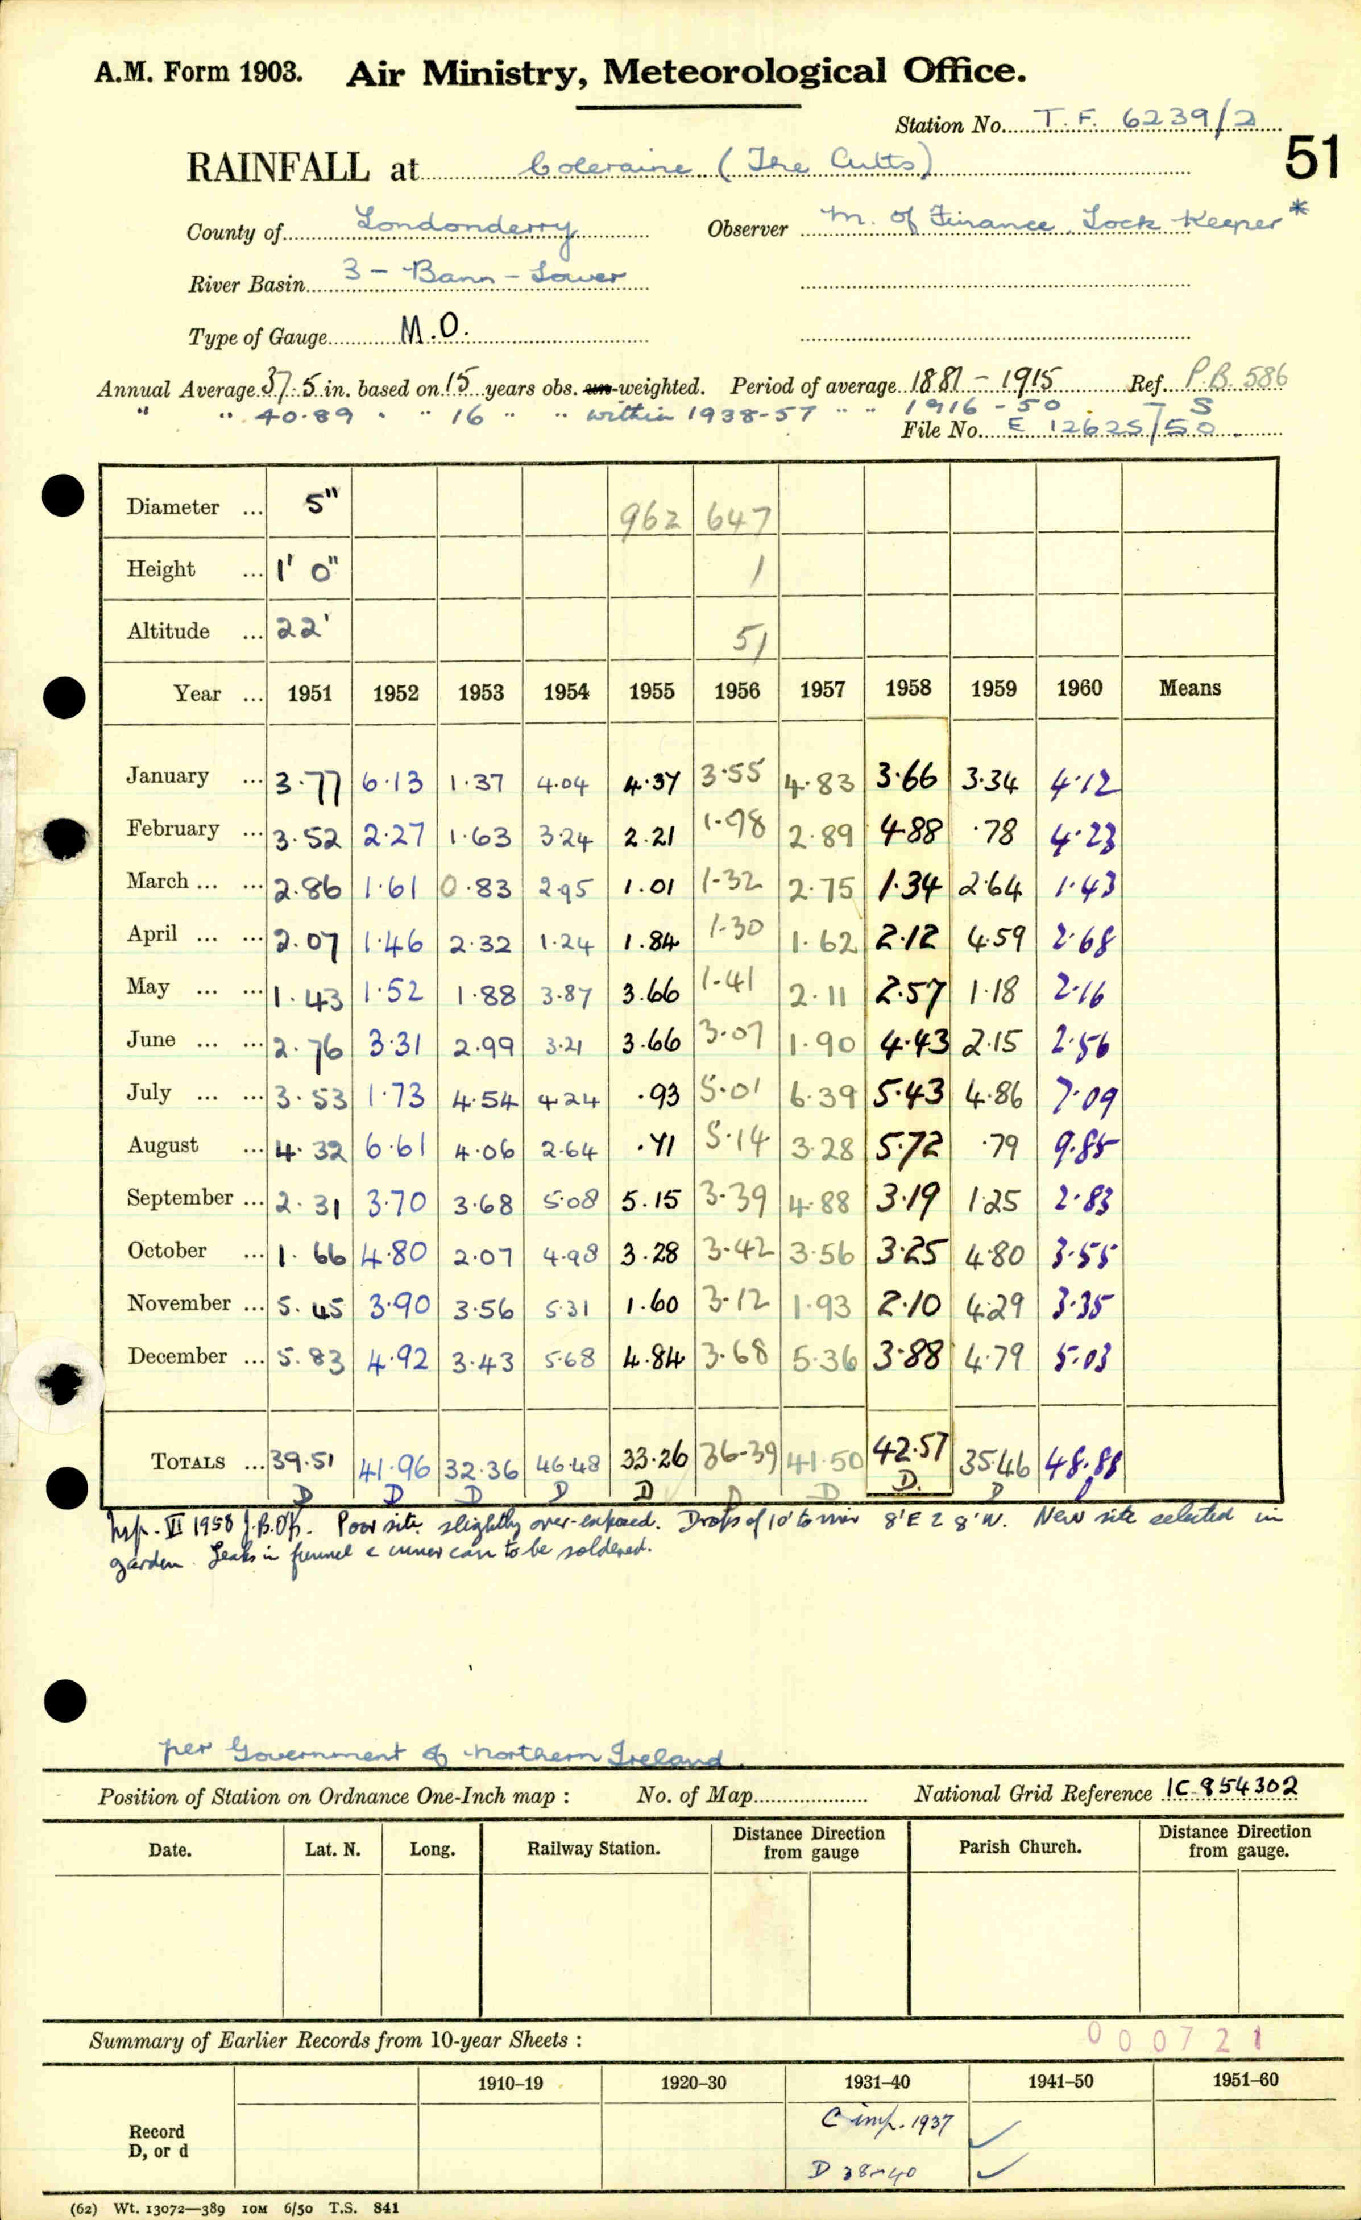 A.M. Form 1903. Air Ministry, Meteorological Office.
Station No. T.F. 6239/2
51
RAINFALL at Coleraine (The Cutts)
County of Londonderry Observer M. of Finance, Lock Keeper *
River Basin 3 - Bann - Lower
Type of Gauge M.O.
Annual Average 37.5 in. based on 15 years obs. un-weighted. Period of average 1881 - 1915 Ref. P.B. 586
" " 40.89 " " 16 " " within 1938-57 " " 1916 - 50
File No. E 12625/50
Diameter ... 5" 962 647
Height ... 1' 0" 1
Altitude ... 22' 51
Year ... 1951 1952 1953 1954 1955 1956 1957 1958 1959 1960 Means
January ... 3.77 6.13 1.37 4.04 4.37 3.55 4.83 3.66 3.34 4.12
February ... 3.52 2.27 1.63 3.24 2.21 1.98 2.89 4.88 .78 4.23
March ... ... 2.86 1.61 0.83 2.95 1.01 1.32 2.75 1.34 2.64 1.43
April ... ... 2.07 1.46 2.32 1.24 1.84 1.30 1.62 2.12 4.59 2.68
May ... ... 1.43 1.52 1.88 3.87 3.66 1.41 2.11 2.57 1.18 2.16
June ... ... 2.76 3.31 2.99 3.21 3.66 3.07 1.90 4.43 2.15 2.56
July ... ... 3.53 1.73 4.54 4.24 .93 5.01 6.39 5.43 4.86 7.09
August ... 4.32 6.61 4.06 2.64 .71 5.14 3.28 5.72 .79 9.85
September ... 2.31 3.70 3.68 5.08 5.15 3.39 4.88 3.19 1.25 2.83
October ... 1.66 4.80 2.07 4.98 3.28 3.42 3.56 3.25 4.80 3.55
November ... 5.45 3.90 3.56 5.31 1.60 3.12 1.93 2.10 4.29 3.35
December ... 5.83 4.92 3.43 5.68 4.84 3.68 5.36 3.88 4.79 5.03
TOTALS ... 39.51 41.96 32.36 46.48 33.26 36.39 41.50 42.57 35.46 48.88
D D D D D D D D. D D
Insp. VI 1958 Poor site slightly over-exposed. Drops of 10' to river 8'E & 8'W. New site selected in
garden. Leaks in funnel & inner can to be soldered.
per Government of Northern Ireland.
Position of Station on Ordnance One-Inch map : No. of Map National Grid Reference IC 854302
Date. Lat. N. Long. Railway Station. Distance Direction from gauge Parish Church. Distance Direction from gauge.
Summary of Earlier Records from 10-year Sheets : 000721
1910–19 1920–30 1931–40 1941–50 1951–60
Record
D, or d
C imp. 1937
D 38-40
(62) Wt. 13072—389 10M 6/50 T.S. 841